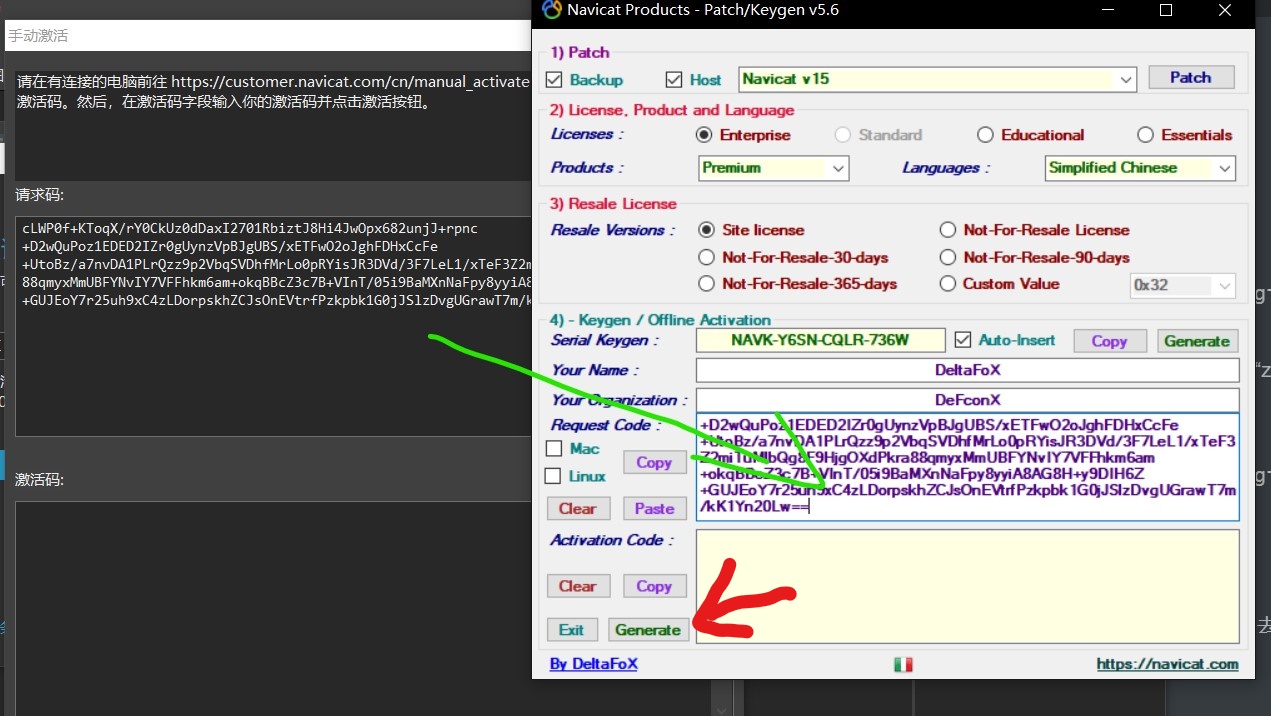 手动激活
请在有连接的电脑前往 https://customer.navicat.com/cn/manual_activate
激活码。然后，在激活码字段输入你的激活码并点击激活按钮。
请求码:
cLWP0f+KToqX/rY0CkUz0dDaxI2701RbiztJ8Hi4JwOpx682unjJ+rpnc
+D2wQuPoz1EDED2IZr0gUynzVpBJgUBS/xETFwO2oJghFDHxCcFe
+UtoBz/a7nvDA1PLrQzz9p2VbqSVDhfMrLo0pRYisJR3DVd/3F7LeL1/xTeF3Z2m
88qmyxMmUBFYNvIY7VFFhkm6am+okqBBcZ3c7B+VInT/05i9BaMXnNaFpy8yyiA8
+GUJEoY7r25uh9xC4zLDorpskhZCJsOnEVtrfPzkpbk1G0jJSlzDvgUGrawT7m/k
激活码:
Navicat Products - Patch/Keygen v5.6
1) Patch
Backup Host Navicat v15 Patch
2) License, Product and Language
Licenses : Enterprise Standard Educational Essentials
Products : Premium Languages : Simplified Chinese
3) Resale License
Resale Versions : Site license Not-For-Resale License
Not-For-Resale-30-days Not-For-Resale-90-days
Not-For-Resale-365-days Custom Value 0x32
4) - Keygen / Offline Activation
Serial Keygen : NAVK-Y6SN-CQLR-736W Auto-Insert Copy Generate
Your Name : DeltaFoX
Your Organization : DeFconX
Request Code :
+D2wQuPoz1EDED2IZr0gUynzVpBJgUBS/xETFwO2oJghFDHxCcFe
+UtoBz/a7nvDA1PLrQzz9p2VbqSVDhfMrLo0pRYisJR3DVd/3F7LeL1/xTeF3
+okqBBcZ3c7B+VInT/05i9BaMXnNaFpy8yyiA8AG8H+y9DIH6Z
+GUJEoY7r25uh9xC4zLDorpskhZCJsOnEVtrfPzkpbk1G0jJSlzDvgUGrawT7m
/kK1Yn20Lw==
Mac
Linux
Copy
Clear Paste
Activation Code :
Clear Copy
Exit Generate
By DeltaFoX https://navicat.com